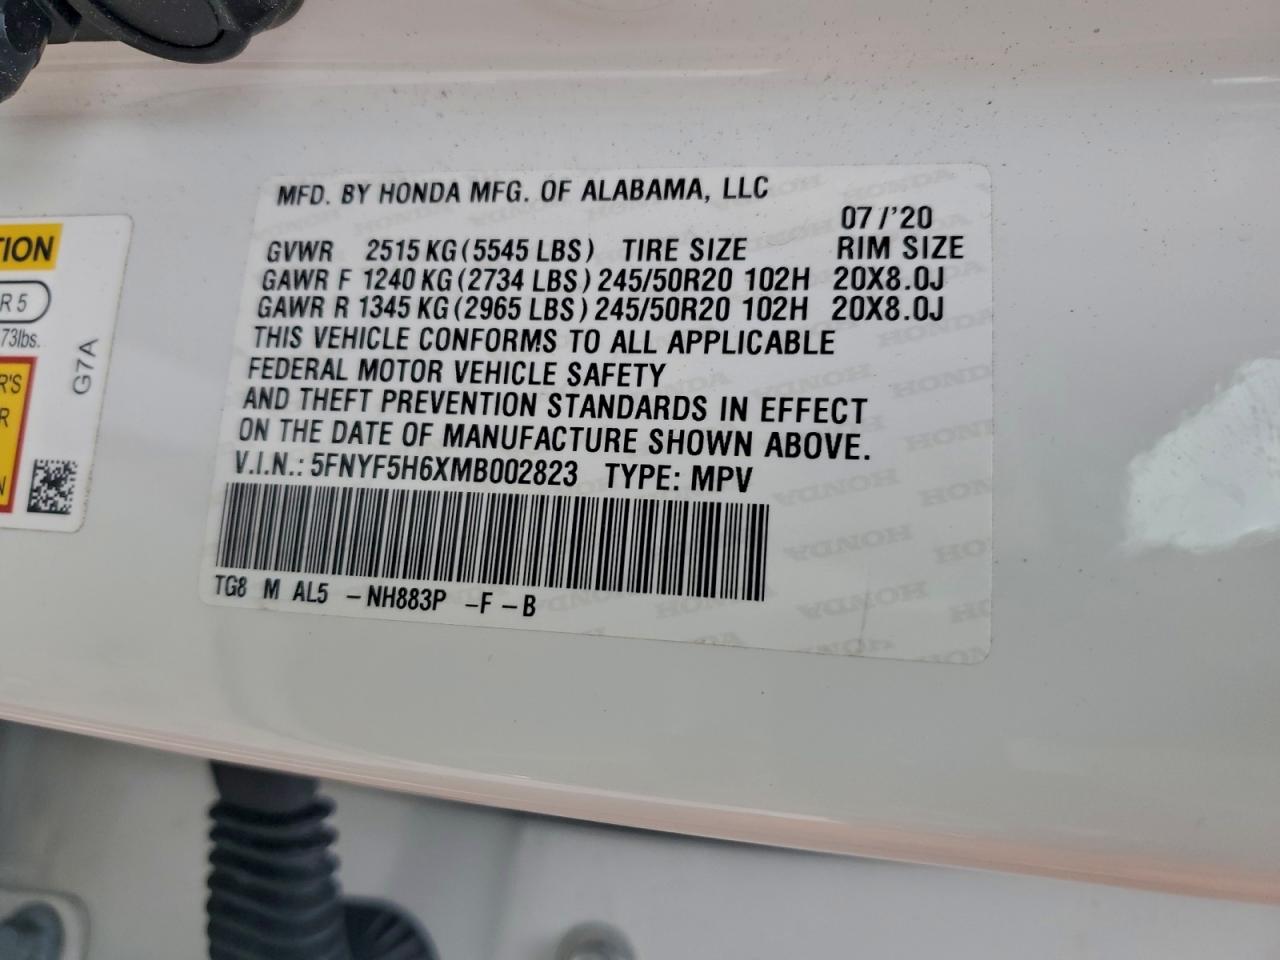 MFD. BY HONDA MFG. OF ALABAMA, LLC
07/'20
GVWR 2515 KG (5545 LBS) TIRE SIZE RIM SIZE
GAWR F 1240 KG (2734 LBS) 245/50R20 102H 20X8.0J
GAWR R 1345 KG (2965 LBS) 245/50R20 102H 20X8.0J
THIS VEHICLE CONFORMS TO ALL APPLICABLE
FEDERAL MOTOR VEHICLE SAFETY
AND THEFT PREVENTION STANDARDS IN EFFECT
ON THE DATE OF MANUFACTURE SHOWN ABOVE.
V.I.N.: 5FNYF5H6XMB002823 TYPE: MPV
TG8 M AL5 -NH883P -F -B
TION
R 5
73lbs.
G7A
R'S
R
N